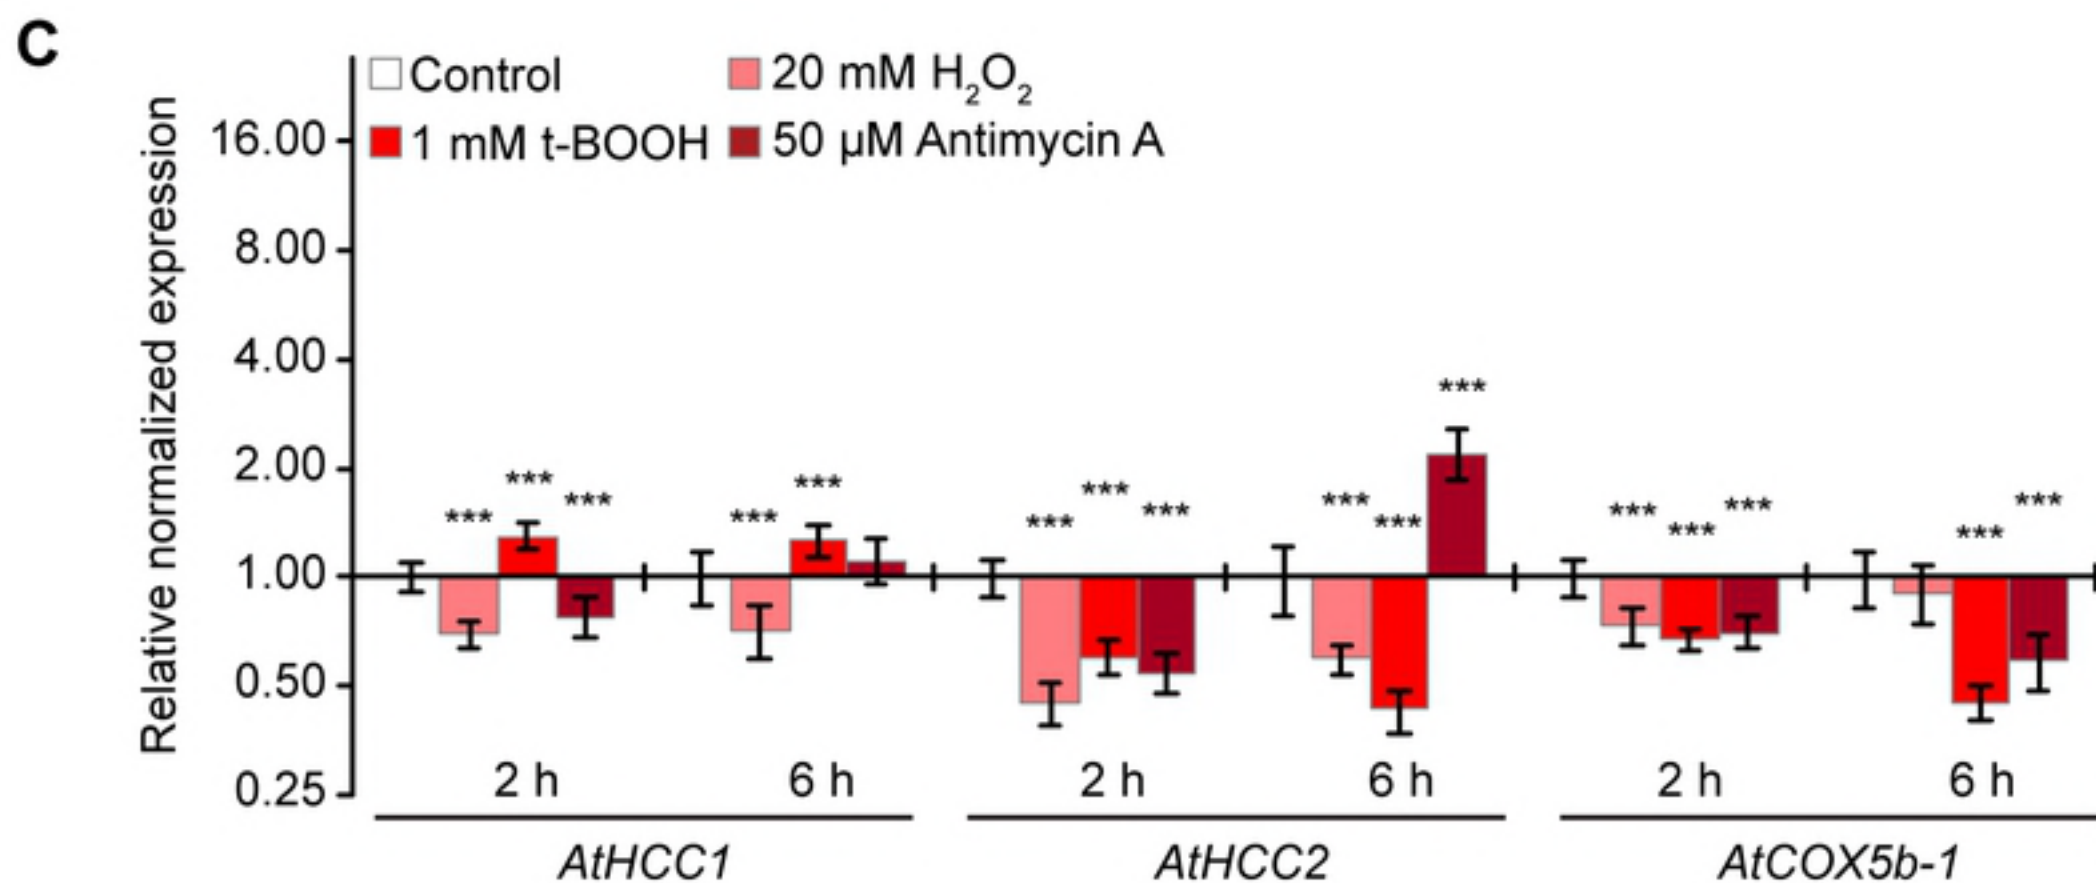 C
Control
20 mM H₂O₂
1 mM t-BOOH
50 µM Antimycin A
Relative normalized expression
16.00
8.00
4.00
2.00
1.00
0.50
0.25
*** *** *** *** *** *** *** *** *** *** *** *** *** *** *** ***
2 h 6 h 2 h 6 h 2 h 6 h
AtHCC1 AtHCC2 AtCOX5b-1